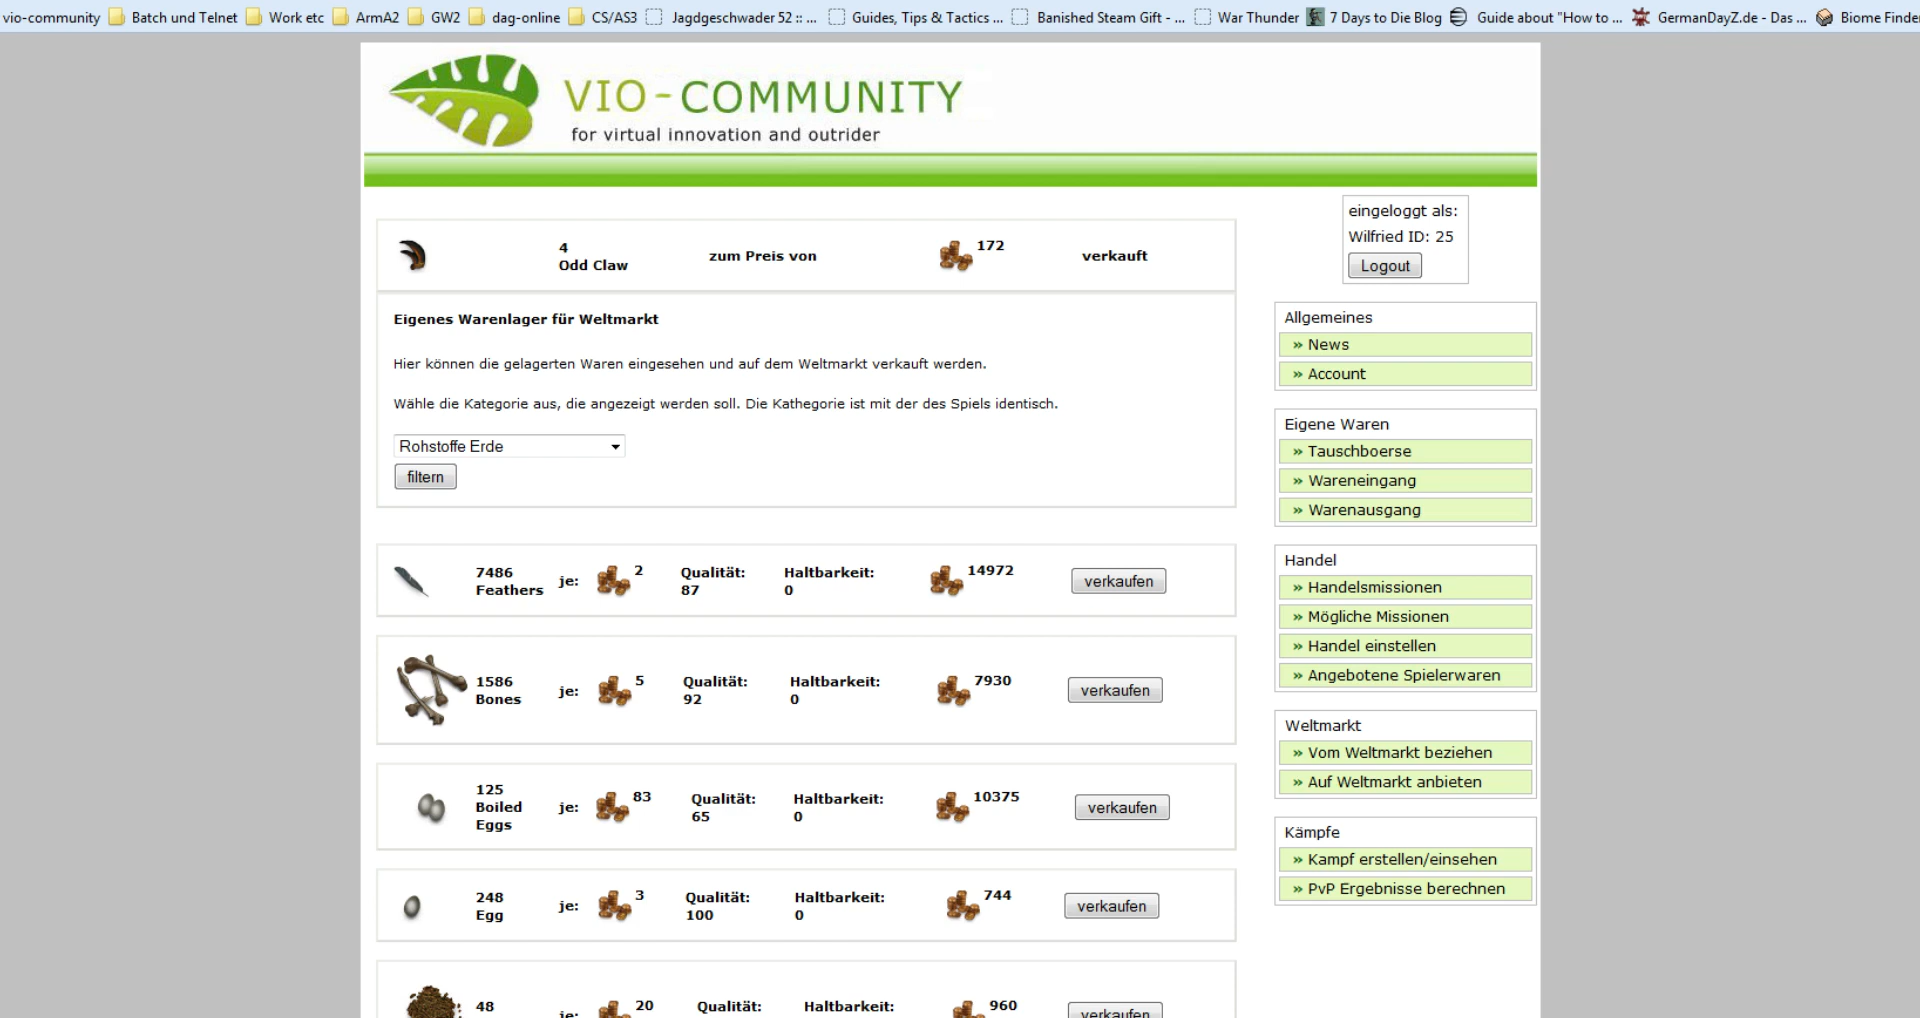 vio-community Batch und Telnet Work etc ArmA2 GW2 dag-online CS/AS3 Jagdgeschwader 52 :: ... Guides, Tips & Tactics ... Banished Steam Gift - ... War Thunder 7 Days to Die Blog Guide about "How to ... GermanDayZ.de - Das ... Biome Finde
VIO-COMMUNITY
for virtual innovation and outrider
4
Odd Claw
zum Preis von
172
verkauft
Eigenes Warenlager für Weltmarkt
Hier können die gelagerten Waren eingesehen und auf dem Weltmarkt verkauft werden.
Wähle die Kategorie aus, die angezeigt werden soll. Die Kathegorie ist mit der des Spiels identisch.
Rohstoffe Erde
filtern
7486
Feathers
je:
2
Qualität:
87
Haltbarkeit:
0
14972
verkaufen
1586
Bones
je:
5
Qualität:
92
Haltbarkeit:
0
7930
verkaufen
125
Boiled
Eggs
je:
83
Qualität:
65
Haltbarkeit:
0
10375
verkaufen
248
Egg
je:
3
Qualität:
100
Haltbarkeit:
0
744
verkaufen
48
je:
20
Qualität:
Haltbarkeit:
960
verkaufen
eingeloggt als:
Wilfried ID: 25
Logout
Allgemeines
» News
» Account
Eigene Waren
» Tauschboerse
» Wareneingang
» Warenausgang
Handel
» Handelsmissionen
» Mögliche Missionen
» Handel einstellen
» Angebotene Spielerwaren
Weltmarkt
» Vom Weltmarkt beziehen
» Auf Weltmarkt anbieten
Kämpfe
» Kampf erstellen/einsehen
» PvP Ergebnisse berechnen